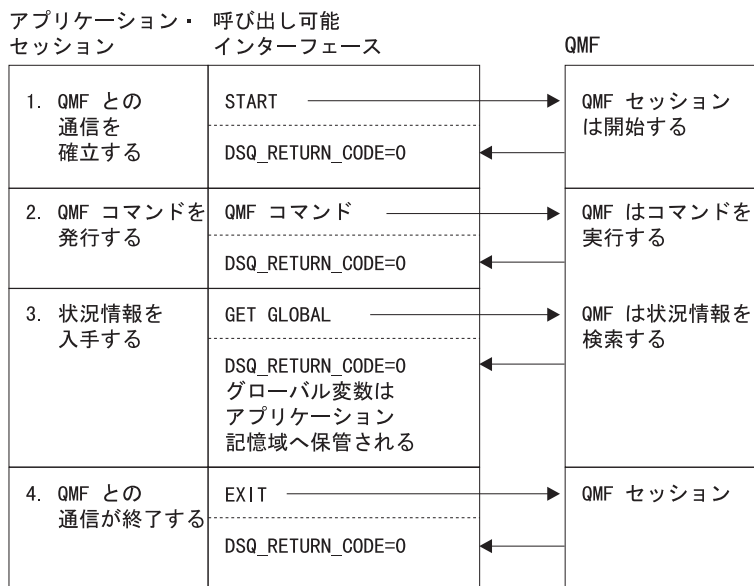 アプリケーション・
セッション
呼び出し可能
インターフェース
QMF
1. QMF との
通信を
確立する
START
DSQ_RETURN_CODE=0
QMF セッション
は開始する
2. QMF コマンドを
発行する
QMF コマンド
DSQ_RETURN_CODE=0
QMF はコマンドを
実行する
3. 状況情報を
入手する
GET GLOBAL
DSQ_RETURN_CODE=0
グローバル変数は
アプリケーション
記憶域へ保管される
QMF は状況情報を
検索する
4. QMF との
通信が終了する
EXIT
DSQ_RETURN_CODE=0
QMF セッション